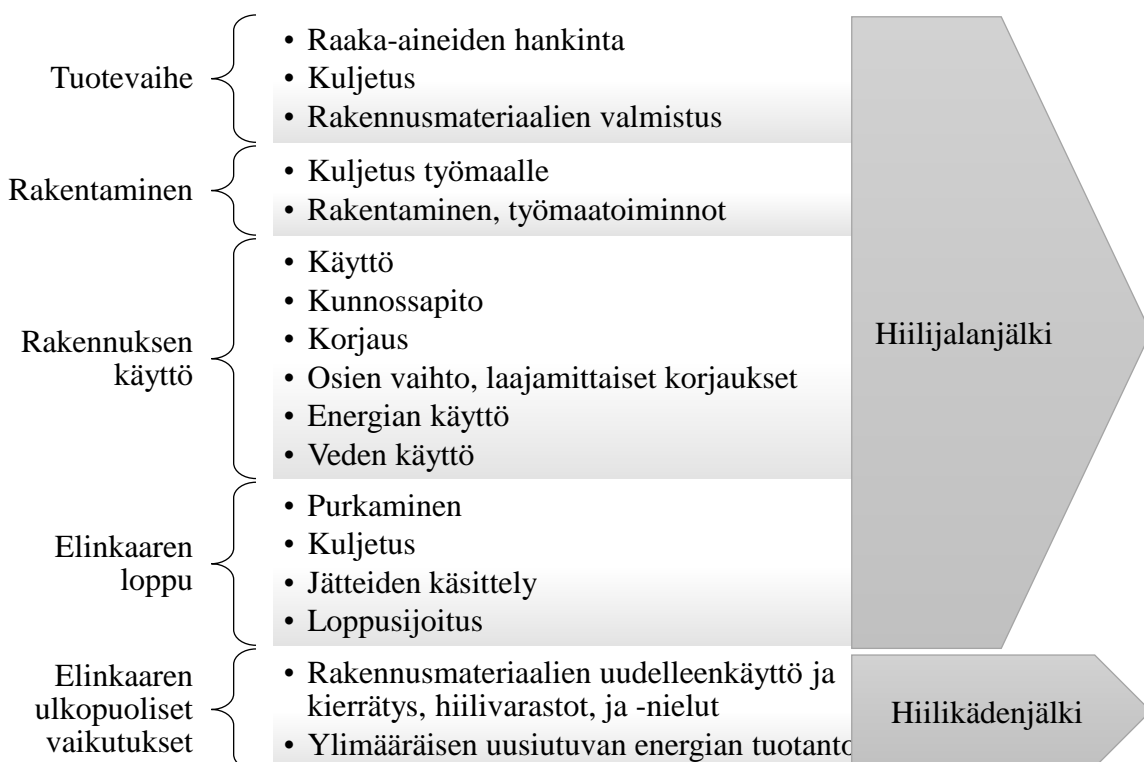 Tuotevaihe
• Raaka-aineiden hankinta
• Kuljetus
• Rakennusmateriaalien valmistus
Rakentaminen
• Kuljetus työmaalle
• Rakentaminen, työmaatoiminnot
Rakennuksen
käyttö
• Käyttö
• Kunnossapito
• Korjaus
• Osien vaihto, laajamittaiset korjaukset
• Energian käyttö
• Veden käyttö
Elinkaaren
loppu
• Purkaminen
• Kuljetus
• Jätteiden käsittely
• Loppusijoitus
Hiilijalanjälki
Elinkaaren
ulkopuoliset
vaikutukset
• Rakennusmateriaalien uudelleenkäyttö ja
kierrätys, hiilivarastot, ja -nielut
• Ylimääräisen uusiutuvan energian tuotanto
Hiilikädenjälki